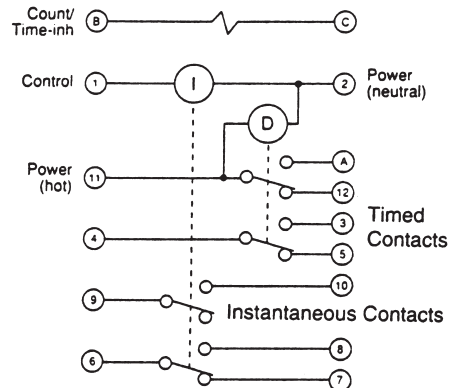 Count/
Time-inh
B
C
Control
1
I
2
Power
(neutral)
D
A
Power
(hot)
11
12
3
Timed
Contacts
4
5
10
9
Instantaneous Contacts
8
6
7